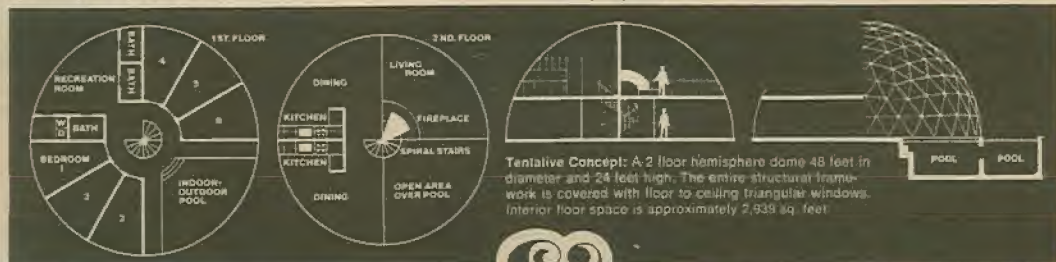 1ST. FLOOR
BATH
BATH
4
5
6
RECREATION
ROOM
W
D
BATH
BEDROOM
1
2
3
INDOOR-
OUTDOOR
POOL
2ND. FLOOR
LIVING
ROOM
DINING
KITCHEN
FIREPLACE
SPIRAL STAIRS
KITCHEN
DINING
OPEN AREA
OVER POOL
Tentative Concept: A 2 floor hemisphere dome 48 feet in
diameter and 24 feet high. The entire structural frame-
work is covered with floor to ceiling triangular windows.
Interior floor space is approximately 2,939 sq. feet.
POOL
POOL